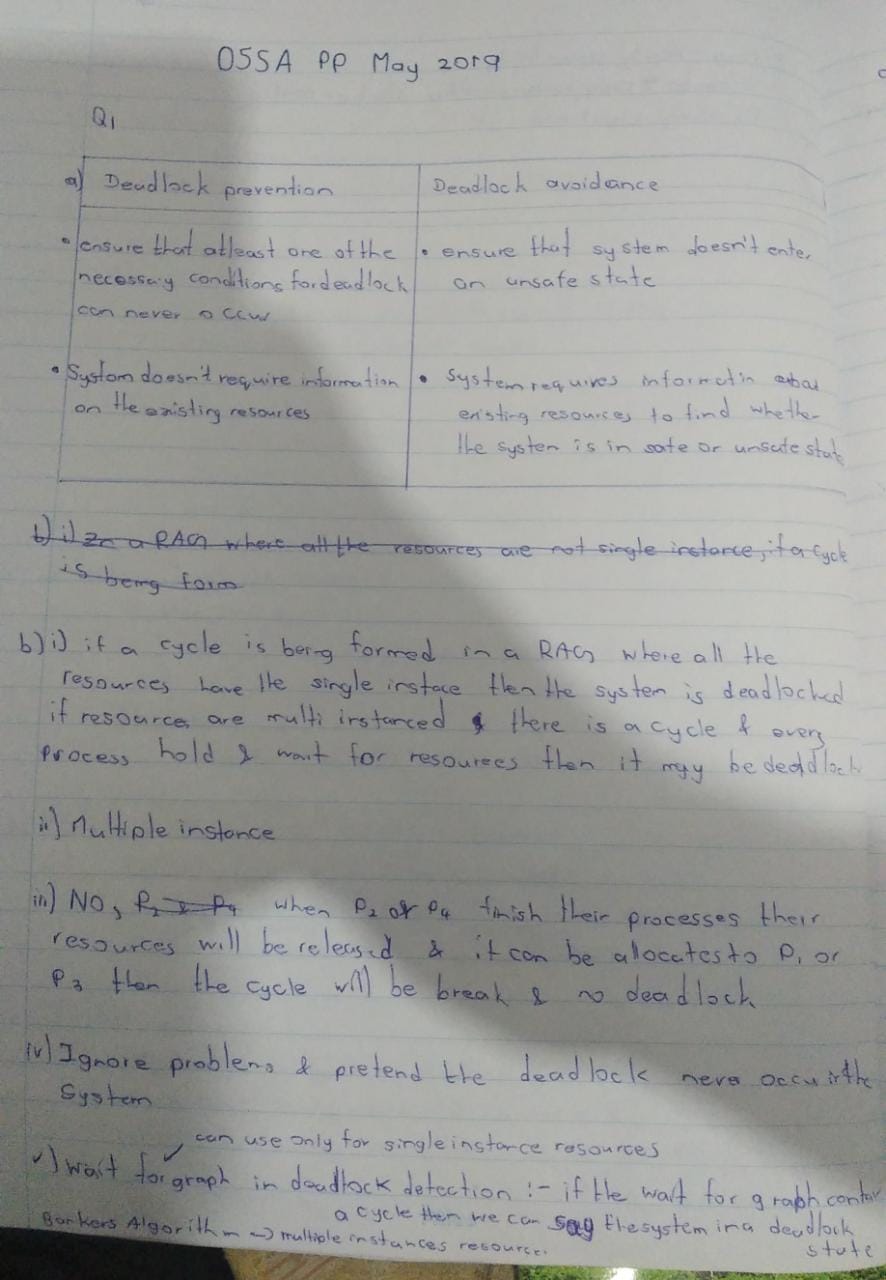 OSSA PP May 2019
Q1
a) Deadlock prevention
Deadlock avoidance
• ensure that atleast one of the
necessary conditions for deadlock
can never occur
• ensure that system doesn't enter
an unsafe state
• System doesn't require information
on the existing resources
• System requires informatin about
existing resources to find whether
the system is in safe or unsafe state
b) i) In a RAG where all the resources are not single instance, if a cycle
is being form
b) i) if a cycle is being formed in a RAG where all the
resources have the single instace then the system is deadlocked
if resources are multi instanced & there is a cycle & every
process hold & wait for resources then it may be deadlock
ii) Multiple instance
iii) NO, P2 & P4 when P2 or P4 finish their processes their
resources will be released & it can be allocates to P1 or
P3 then the cycle will be break & no deadlock
iv) Ignore problems & pretend the deadlock never occur in the
System
can use only for single instance resources
v) wait for graph in deadlock detection :- if the wait for graph contain
a cycle then we can say the system in a deadlock
state
Bankers Algorithm → multiple instances resource.